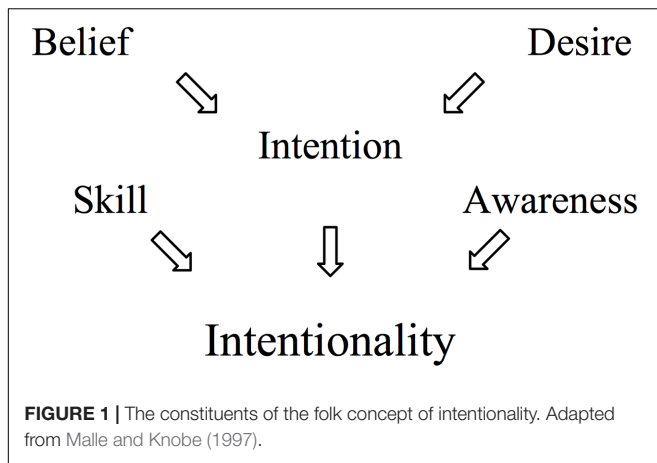 Belief Desire
Intention
Skill Awareness
Intentionality
FIGURE 1 | The constituents of the folk concept of intentionality. Adapted
from Malle and Knobe (1997).